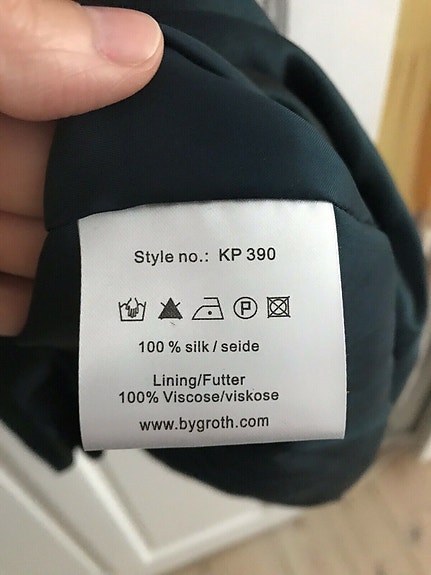 Style no.: KP 390
P
100 % silk / seide
Lining/Futter
100% Viscose/viskose
www.bygroth.com